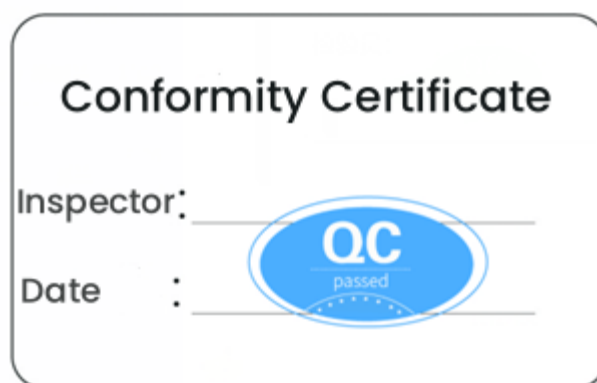 Conformity Certificate
Inspector:
QC
passed
Date :